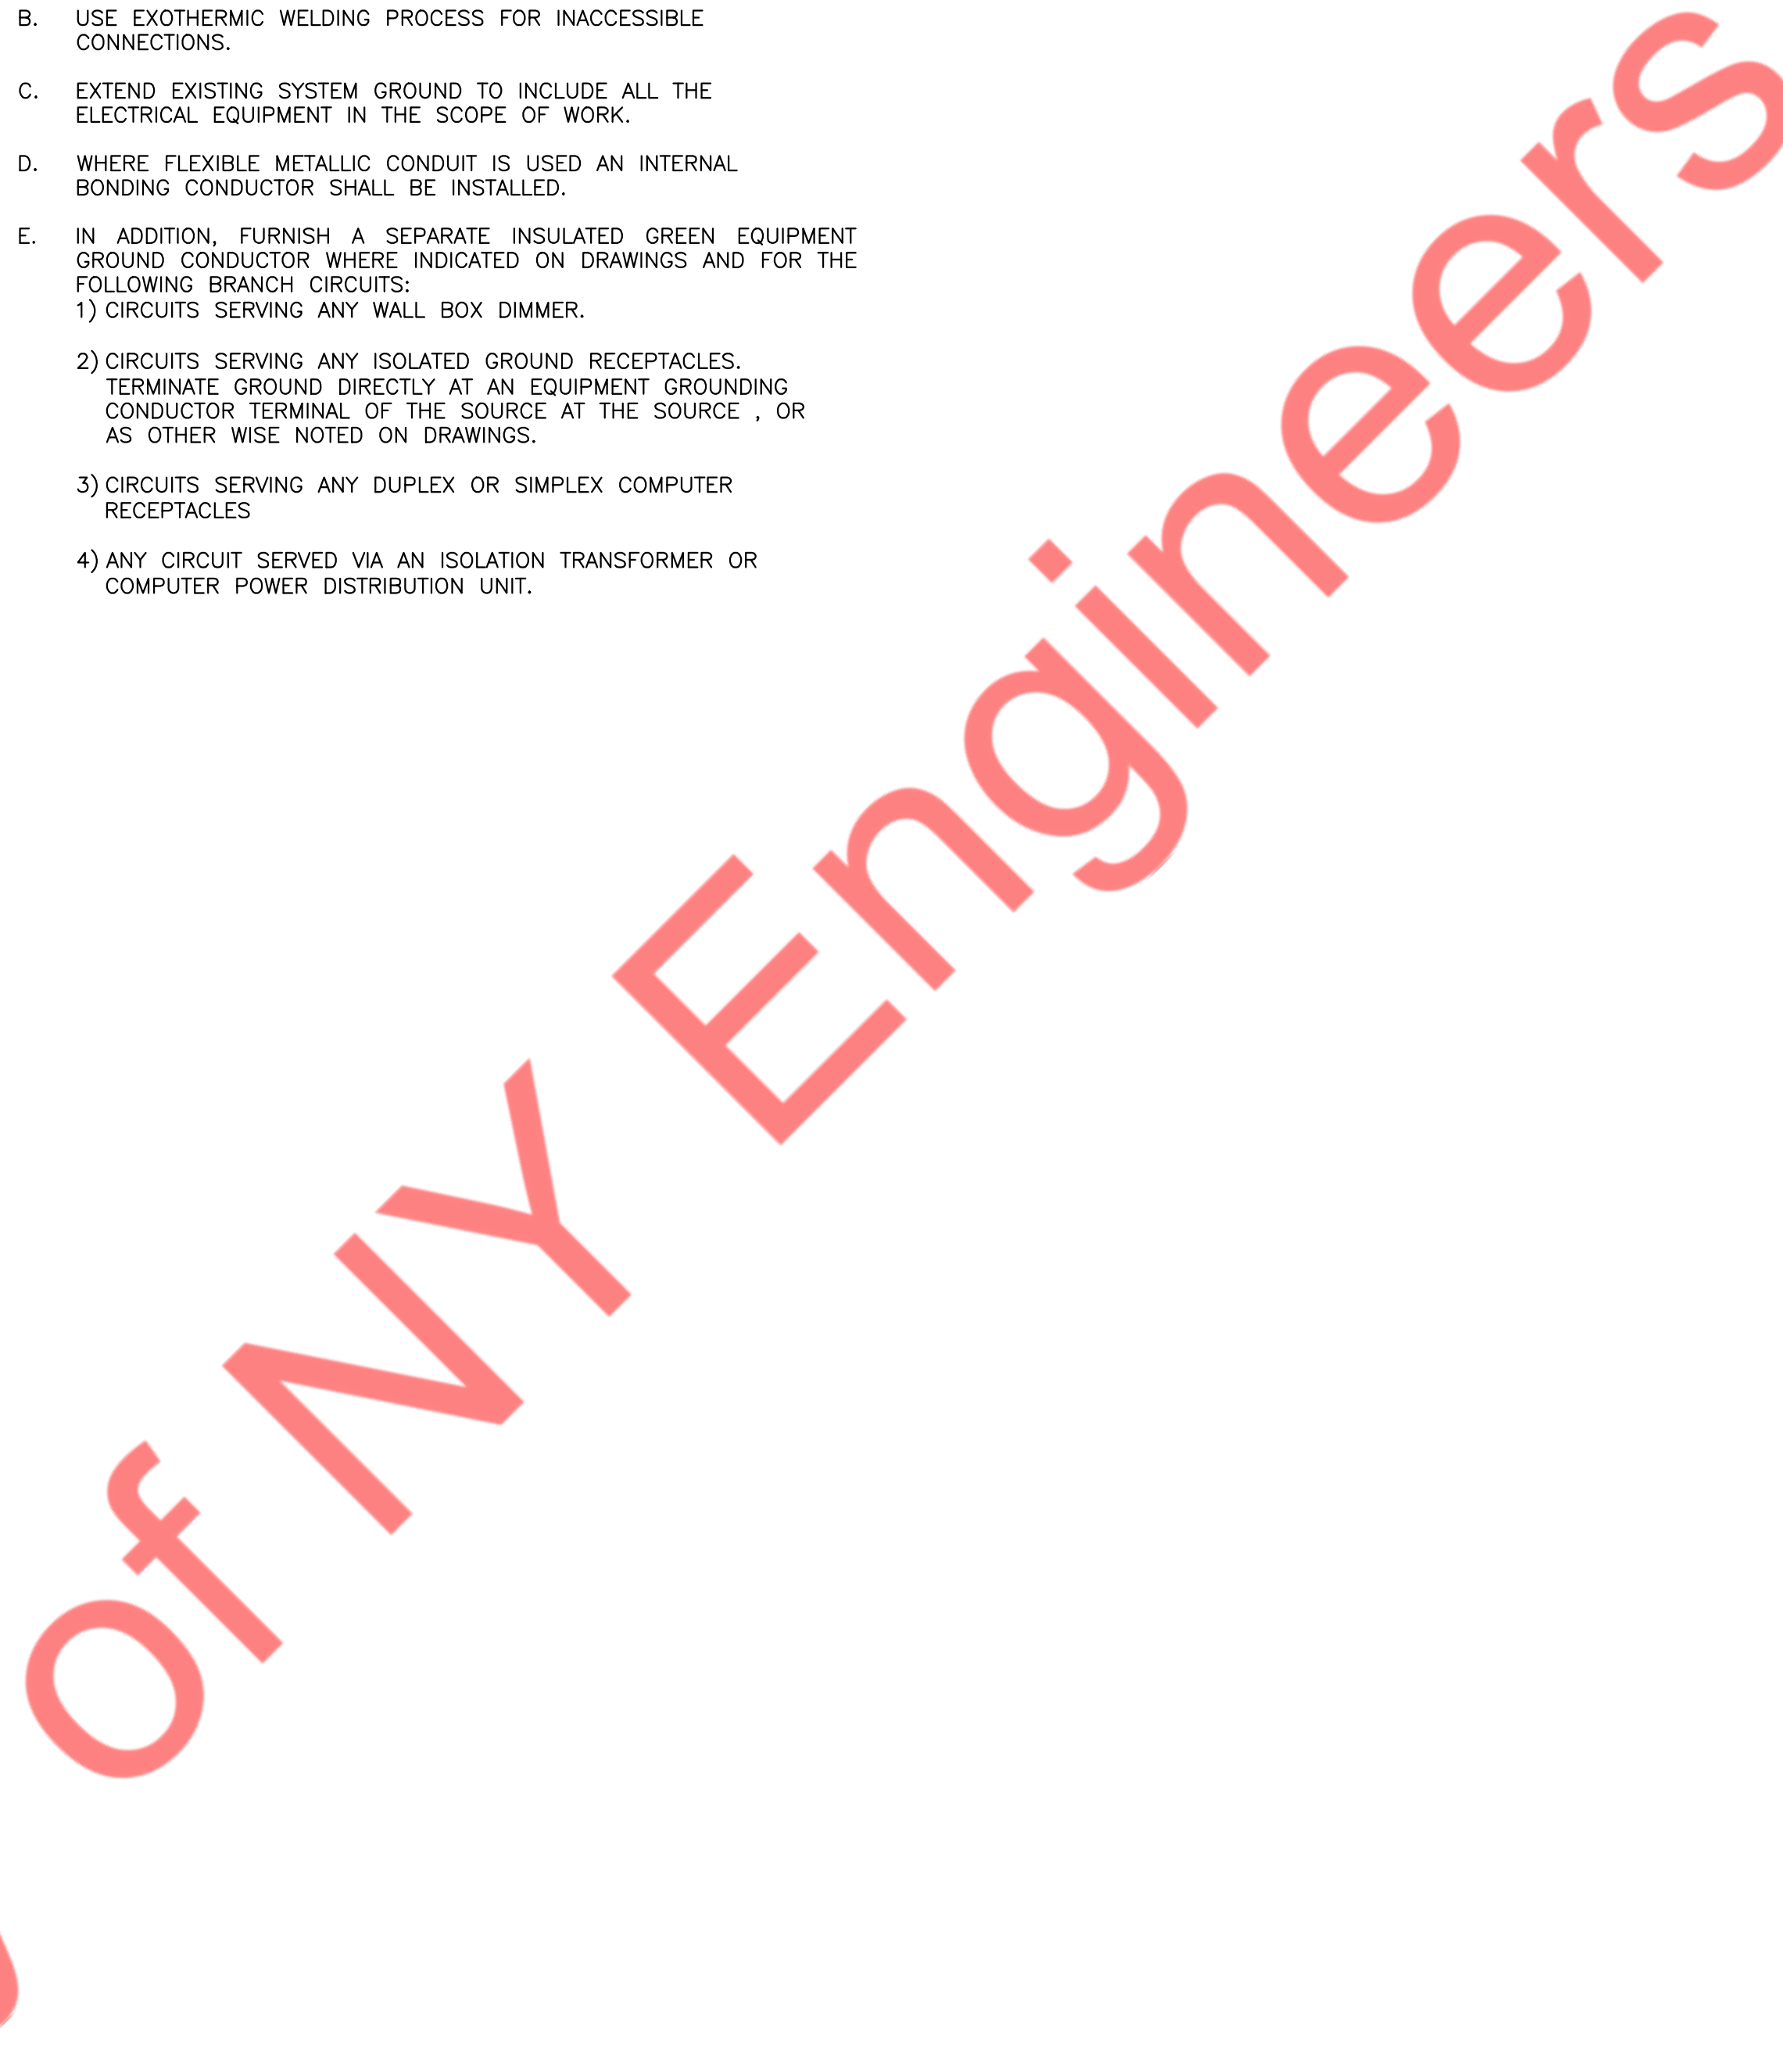 B. USE EXOTHERMIC WELDING PROCESS FOR INACCESSIBLE
CONNECTIONS.
C. EXTEND EXISTING SYSTEM GROUND TO INCLUDE ALL THE
ELECTRICAL EQUIPMENT IN THE SCOPE OF WORK.
D. WHERE FLEXIBLE METALLIC CONDUIT IS USED AN INTERNAL
BONDING CONDUCTOR SHALL BE INSTALLED.
E. IN ADDITION, FURNISH A SEPARATE INSULATED GREEN EQUIPMENT
GROUND CONDUCTOR WHERE INDICATED ON DRAWINGS AND FOR THE
FOLLOWING BRANCH CIRCUITS:
1) CIRCUITS SERVING ANY WALL BOX DIMMER.
2) CIRCUITS SERVING ANY ISOLATED GROUND RECEPTACLES.
TERMINATE GROUND DIRECTLY AT AN EQUIPMENT GROUNDING
CONDUCTOR TERMINAL OF THE SOURCE AT THE SOURCE , OR
AS OTHER WISE NOTED ON DRAWINGS.
3) CIRCUITS SERVING ANY DUPLEX OR SIMPLEX COMPUTER
RECEPTACLES
4) ANY CIRCUIT SERVED VIA AN ISOLATION TRANSFORMER OR
COMPUTER POWER DISTRIBUTION UNIT.
of NY Engineers